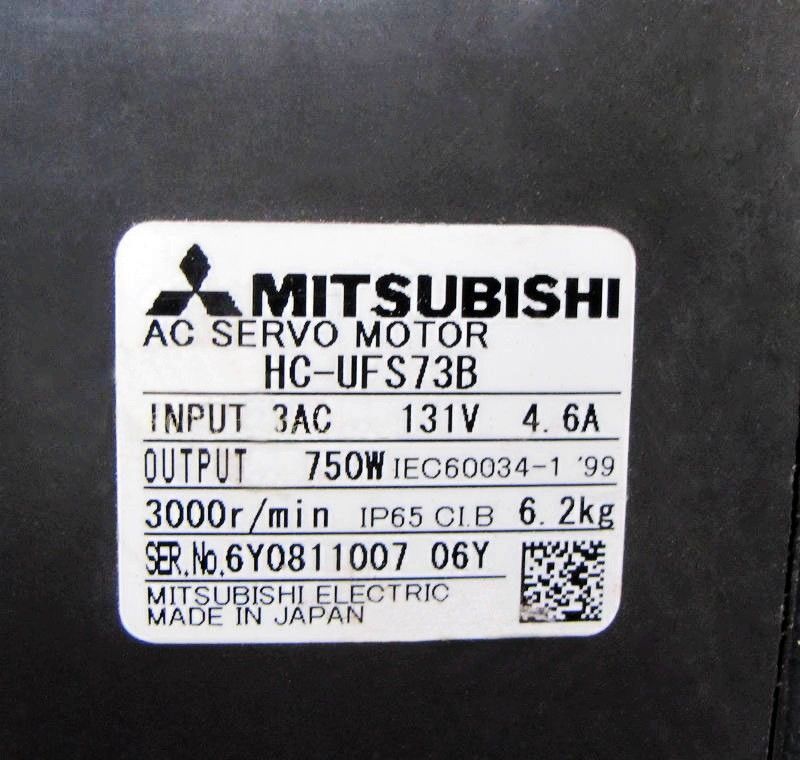 MITSUBISHI
AC SERVO MOTOR
HC-UFS73B
INPUT 3AC 131V 4.6A
OUTPUT 750W IEC60034-1 '99
3000r/min IP65 CI.B 6.2kg
SER.No.6Y0811007 06Y
MITSUBISHI ELECTRIC
MADE IN JAPAN